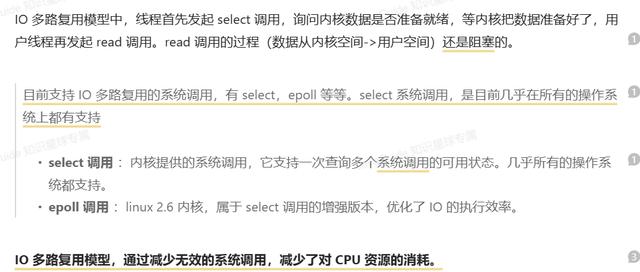 IO 多路复用模型中，线程首先发起 select 调用，询问内核数据是否准备就绪，等内核把数据准备好了，用
户线程再发起 read 调用。read 调用的过程（数据从内核空间->用户空间）还是阻塞的。
1
目前支持 IO 多路复用的系统调用，有 select，epoll 等等。select 系统调用，是目前几乎在所有的操作系
1
统上都有支持
• select 调用 ：内核提供的系统调用，它支持一次查询多个系统调用的可用状态。几乎所有的操作系
1
统都支持。
• epoll 调用 ：linux 2.6 内核，属于 select 调用的增强版本，优化了 IO 的执行效率。
IO 多路复用模型，通过减少无效的系统调用，减少了对 CPU 资源的消耗。
3